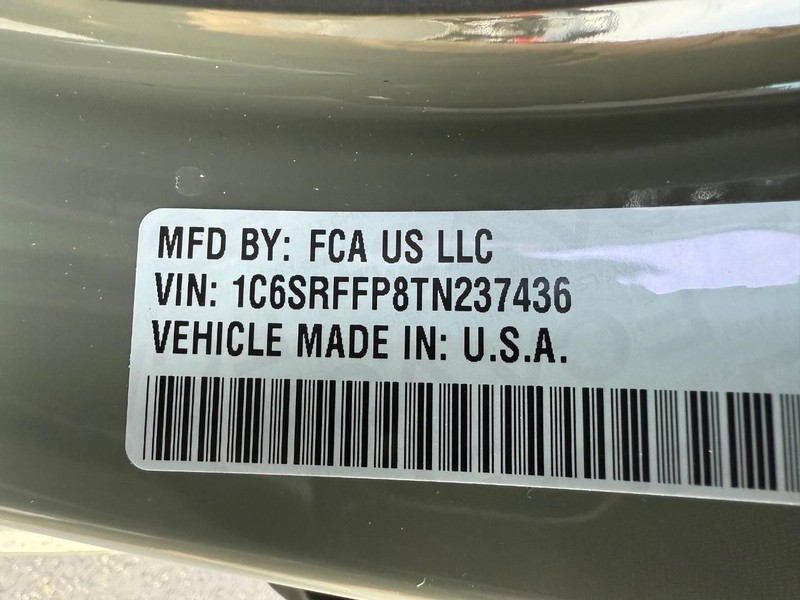 MFD BY: FCA US LLC
VIN: 1C6SRFFP8TN237436
VEHICLE MADE IN: U.S.A.